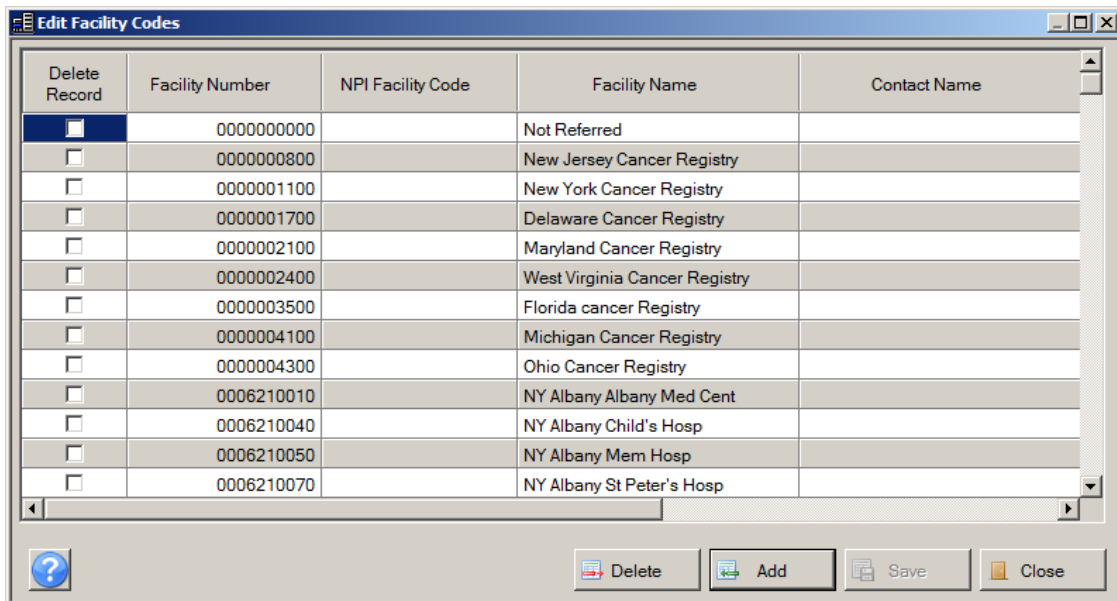 Edit Facility Codes
Delete Record Facility Number NPI Facility Code Facility Name Contact Name
0000000000 Not Referred
0000000800 New Jersey Cancer Registry
0000001100 New York Cancer Registry
0000001700 Delaware Cancer Registry
0000002100 Maryland Cancer Registry
0000002400 West Virginia Cancer Registry
0000003500 Florida cancer Registry
0000004100 Michigan Cancer Registry
0000004300 Ohio Cancer Registry
0006210010 NY Albany Albany Med Cent
0006210040 NY Albany Child's Hosp
0006210050 NY Albany Mem Hosp
0006210070 NY Albany St Peter's Hosp
? Delete Add Save Close